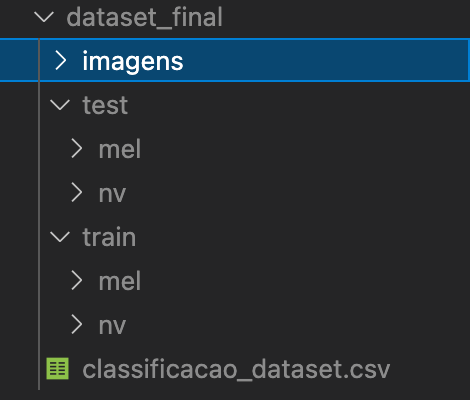 dataset_final
imagens
test
mel
nv
train
mel
nv
classificacao_dataset.csv